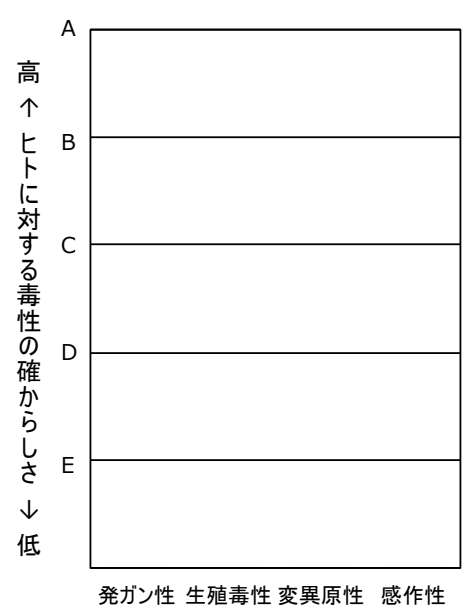 A
B
C
D
E
高 ↑ ヒトに対する毒性の確からしさ ↓ 低
発ガン性 生殖毒性 変異原性 感作性